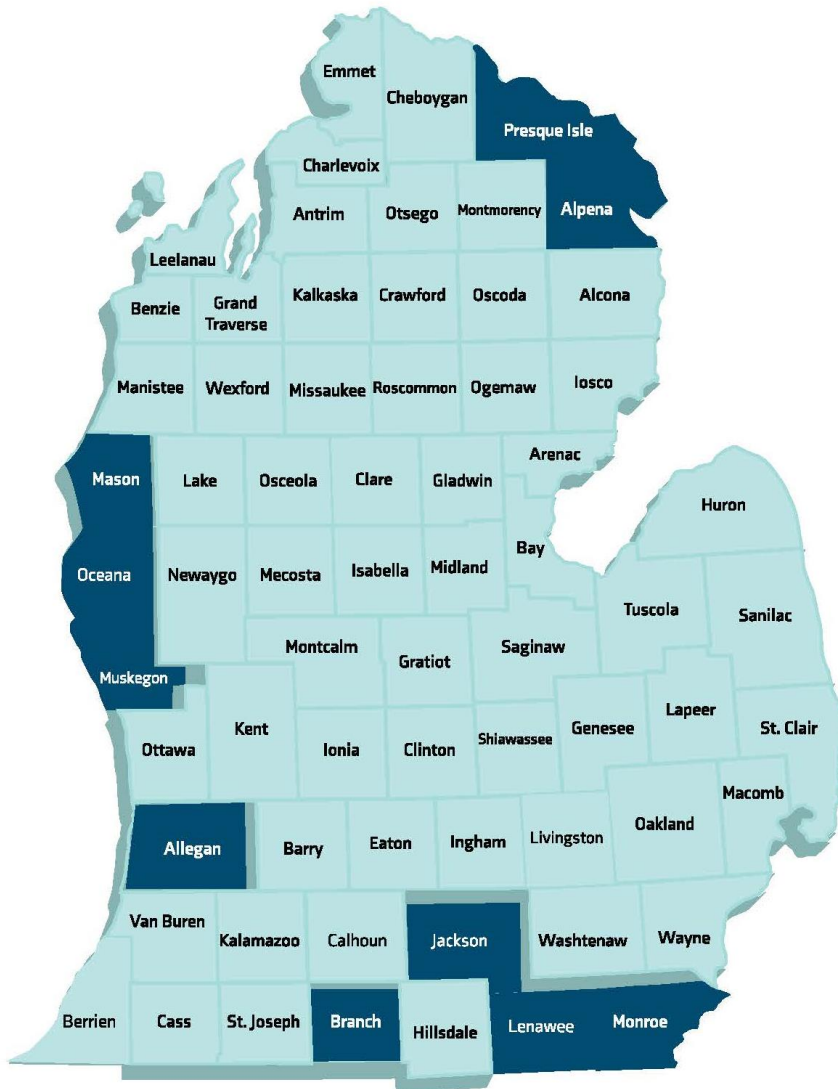 Emmet
Cheboygan
Presque Isle
Charlevoix
Antrim
Otsego
Montmorency
Alpena
Leelanau
Benzie
Grand
Traverse
Kalkaska
Crawford
Oscoda
Alcona
Manistee
Wexford
Missaukee
Roscommon
Ogemaw
Iosco
Mason
Lake
Osceola
Clare
Gladwin
Arenac
Huron
Oceana
Newaygo
Mecosta
Isabella
Midland
Bay
Tuscola
Sanilac
Muskegon
Montcalm
Gratiot
Saginaw
Ottawa
Kent
Ionia
Clinton
Shiawassee
Genesee
Lapeer
St. Clair
Allegan
Barry
Eaton
Ingham
Livingston
Oakland
Macomb
Van Buren
Kalamazoo
Calhoun
Jackson
Washtenaw
Wayne
Berrien
Cass
St. Joseph
Branch
Hillsdale
Lenawee
Monroe